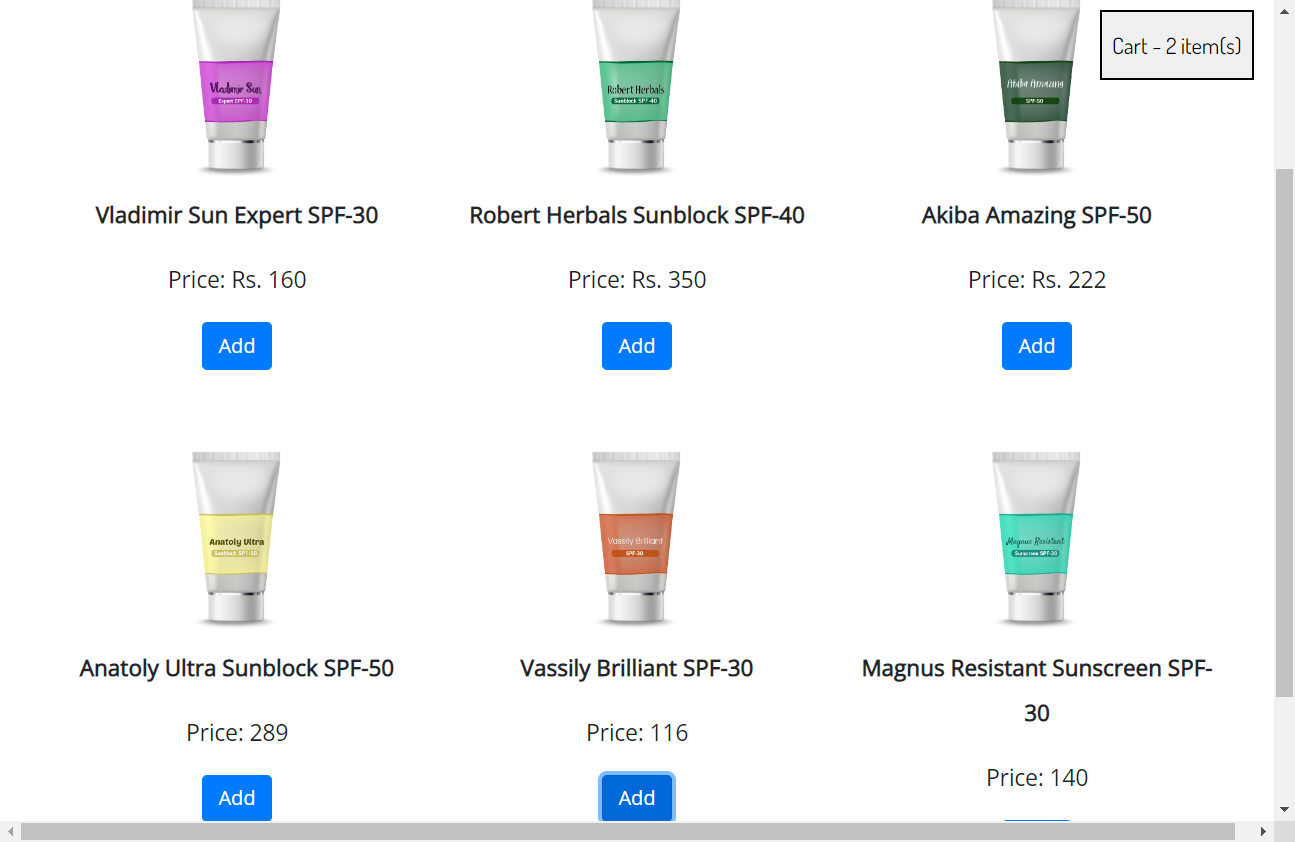 Cart - 2 item(s)
Vladimir Sun
Expert SPF-30
Robert Herbals
Sunblock SPF-40
Akiba Amazing
SPF-50
Vladimir Sun Expert SPF-30
Robert Herbals Sunblock SPF-40
Akiba Amazing SPF-50
Price: Rs. 160
Price: Rs. 350
Price: Rs. 222
Add
Add
Add
Anatoly Ultra
Sunblock SPF-50
Vassily Brilliant
SPF-30
Magnus Resistant
Sunscreen SPF-30
Anatoly Ultra Sunblock SPF-50
Vassily Brilliant SPF-30
Magnus Resistant Sunscreen SPF-
30
Price: 289
Price: 116
Price: 140
Add
Add